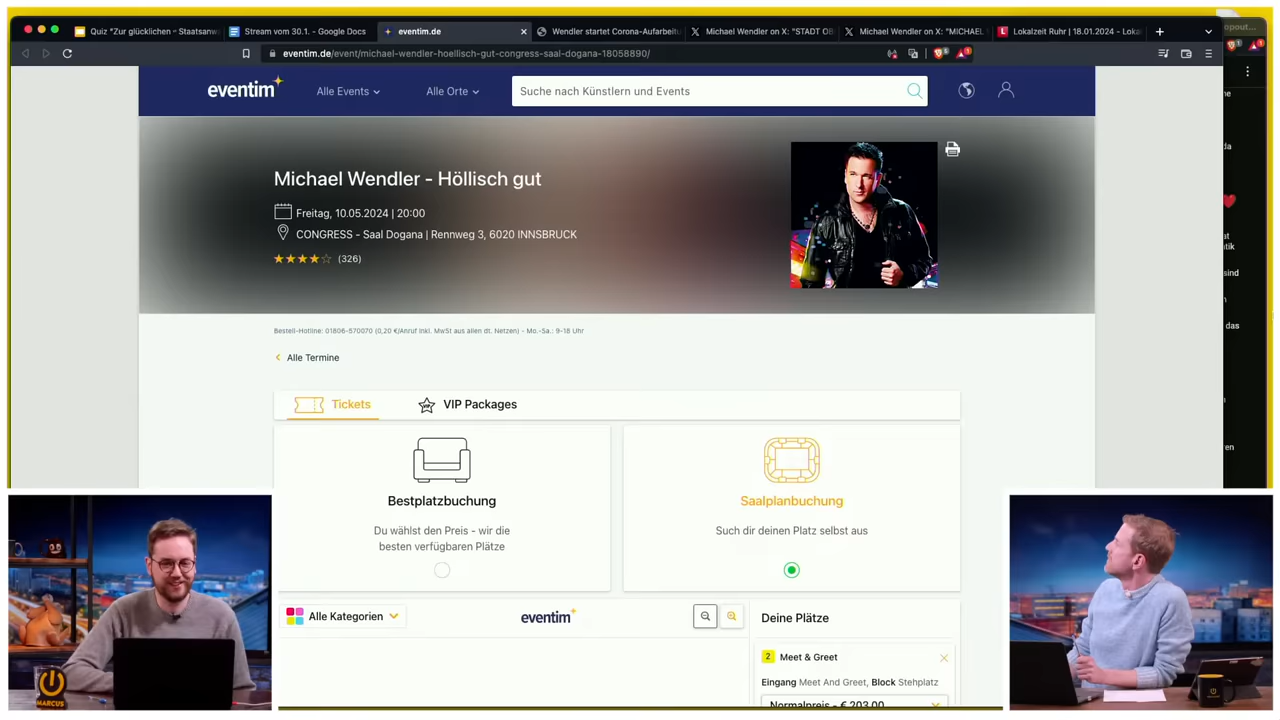 Quiz "Zur glücklichen – Staatsanw
Stream vom 30.1. - Google Docs
eventim.de
Wendler startet Corona-Aufarbeitu
Michael Wendler on X: "STADT OB
Michael Wendler on X: "MICHAEL
Lokalzeit Ruhr | 18.01.2024 - Loka
eventim.de/event/michael-wendler-hoellisch-gut-congress-saal-dogana-18058890/
eventim
Alle Events
Alle Orte
Suche nach Künstlern und Events
Michael Wendler - Höllisch gut
Freitag, 10.05.2024 | 20:00
CONGRESS - Saal Dogana | Rennweg 3, 6020 INNSBRUCK
(326)
Bestell-Hotline: 01806-570070 (0,20 €/Anruf inkl. MwSt aus allen dt. Netzen) - Mo.-Sa.: 9-18 Uhr
Alle Termine
Tickets
VIP Packages
Bestplatzbuchung
Du wählst den Preis - wir die
besten verfügbaren Plätze
Saalplanbuchung
Such dir deinen Platz selbst aus
Alle Kategorien
eventim
Deine Plätze
2 Meet & Greet
Eingang Meet And Greet, Block Stehplatz
Normalpreis - € 203,00
MARCUS